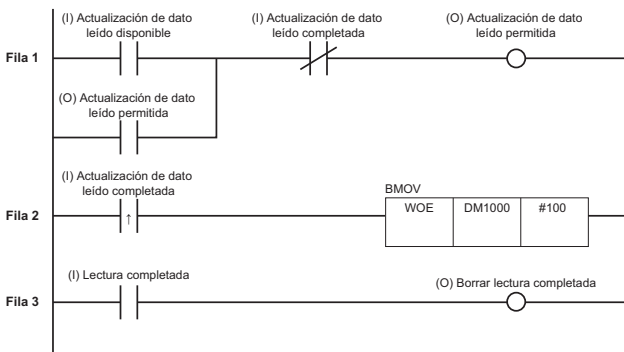 (I) Actualización de dato
leído disponible
(I) Actualización de dato
leído completada
(O) Actualización de dato
leído permitida
Fila 1
(O) Actualización de dato
leído permitida
(I) Actualización de dato
leído completada
Fila 2
↑
BMOV
WOE DM1000 #100
(I) Lectura completada
(O) Borrar lectura completada
Fila 3